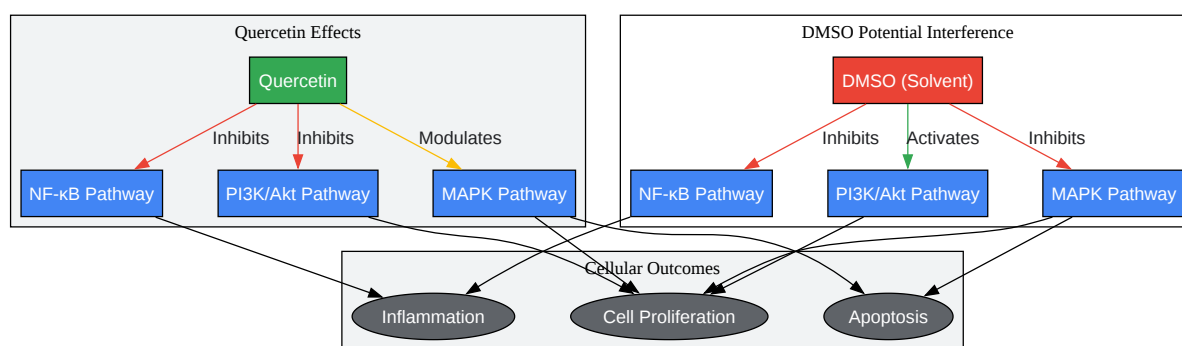 Quercetin Effects
DMSO Potential Interference
Quercetin
DMSO (Solvent)
Inhibits
Inhibits
Modulates
Inhibits
Activates
Inhibits
NF-κB Pathway
PI3K/Akt Pathway
MAPK Pathway
NF-κB Pathway
PI3K/Akt Pathway
MAPK Pathway
Cellular Outcomes
Inflammation
Cell Proliferation
Apoptosis